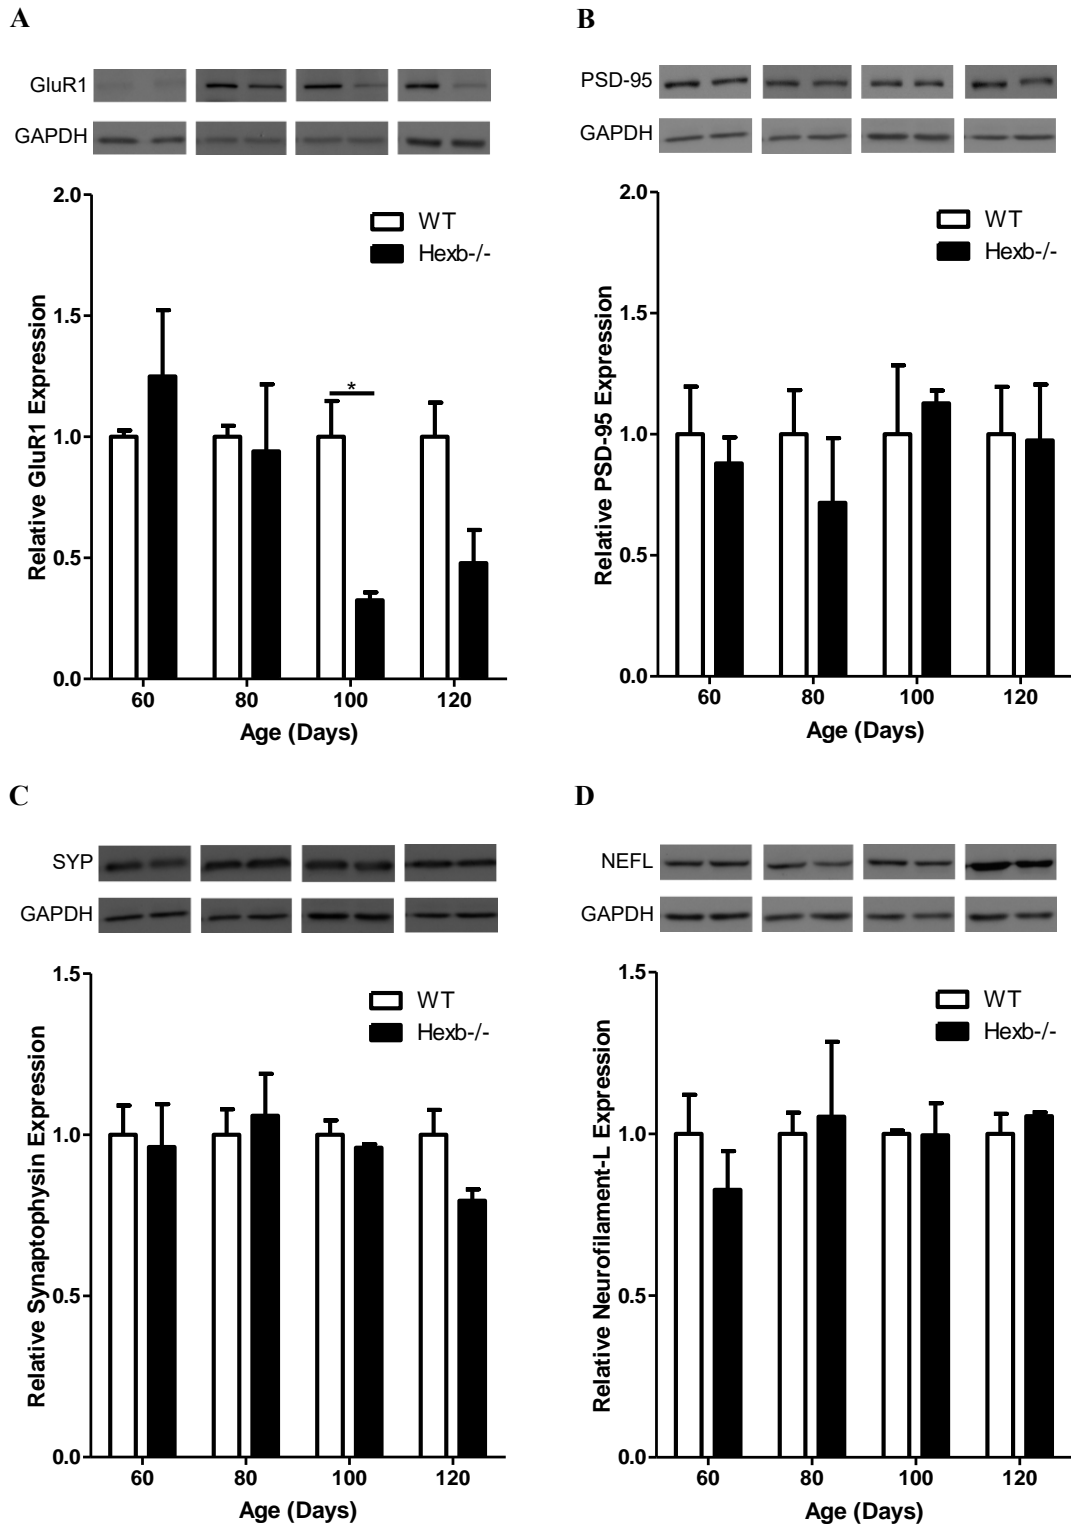 A
GluR1
GAPDH
2.0
1.5
1.0
0.5
0.0
Relative GluR1 Expression
WT
Hexb-/-
*
60 80 100 120
Age (Days)
B
PSD-95
GAPDH
2.0
1.5
1.0
0.5
0.0
Relative PSD-95 Expression
WT
Hexb-/-
60 80 100 120
Age (Days)
C
SYP
GAPDH
1.5
1.0
0.5
0.0
Relative Synaptophysin Expression
WT
Hexb-/-
60 80 100 120
Age (Days)
D
NEFL
GAPDH
1.5
1.0
0.5
0.0
Relative Neurofilament-L Expression
WT
Hexb-/-
60 80 100 120
Age (Days)